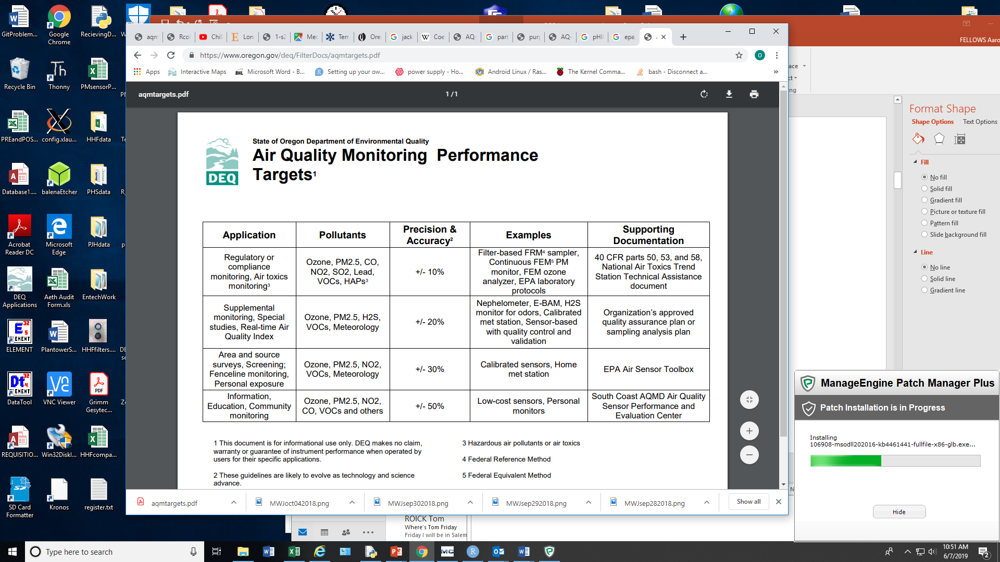 GitProblem...
Google
Chrome
RecievingD...
Recycle Bin
Thonny
PMsensorP...
PREandPOS...
config.xlau...
HHFdata
Database1....
balenaEtcher
PHSdata
Acrobat
Reader DC
Microsoft
Edge
PJHdata
DEQ
Applications
Aeth Audit
Form.xls
EntechWork
ELEMENT
PlantowerS...
HHFfilters....
DataTool
VNC Viewer
Grimm
Gesytec...
REQUISITIO...
Win32DiskI...
HHFcompa...
SD Card
Formatter
Kronos
register.txt
FELLOWS Aaro
aqm
Rcol
Chil
Lon
1-s2
Med
Terr
Ore
jack
Coe
AQ-
part
purp
AQ-
pHI
epa
https://www.oregon.gov/deq/FilterDocs/aqmtargets.pdf
Apps
Interactive Maps
BNL
Microsoft Word - B...
Setting up your ow...
power supply - Ho...
Android Linux / Ras...
The Kernel Comma...
bash - Disconnect a...
»
aqmtargets.pdf
1 / 1
DEQ
State of Oregon Department of Environmental Quality
Air Quality Monitoring Performance
Targets¹
Application
Pollutants
Precision &
Accuracy²
Examples
Supporting
Documentation
Regulatory or
compliance
monitoring, Air toxics
monitoring³
Ozone, PM2.5, CO,
NO2, SO2, Lead,
VOCs, HAPs³
+/- 10%
Filter-based FRM⁴ sampler,
Continuous FEM⁵ PM
monitor, FEM ozone
analyzer, EPA laboratory
protocols
40 CFR parts 50, 53, and 58,
National Air Toxics Trend
Station Technical Assistance
document
Supplemental
monitoring, Special
studies, Real-time Air
Quality Index
Ozone, PM2.5, H2S,
VOCs, Meteorology
+/- 20%
Nephelometer, E-BAM, H2S
monitor for odors, Calibrated
met station, Sensor-based
with quality control and
validation
Organization's approved
quality assurance plan or
sampling analysis plan
Area and source
surveys, Screening;
Fenceline monitoring,
Personal exposure
Ozone, PM2.5, NO2,
VOCs, Meteorology
+/- 30%
Calibrated sensors, Home
met station
EPA Air Sensor Toolbox
Information,
Education, Community
monitoring
Ozone, PM2.5, NO2,
CO, VOCs and others
+/- 50%
Low-cost sensors, Personal
monitors
South Coast AQMD Air Quality
Sensor Performance and
Evaluation Center
1 This document is for informational use only. DEQ makes no claim,
warranty or guarantee of instrument performance when operated by
users for their specific applications.
2 These guidelines are likely to evolve as technology and science
advance.
3 Hazardous air pollutants or air toxics
4 Federal Reference Method
5 Federal Equivalent Method
aqmtargets.pdf
MWJoct042018.png
MWJsep302018.png
MWJsep292018.png
MWJsep282018.png
Show all
ROICK Tom
Where's Tom Friday
Friday I will be in Salem
Format Shape
Shape Options
Text Options
Fill
No fill
Solid fill
Gradient fill
Picture or texture fill
Pattern fill
Slide background fill
Line
No line
Solid line
Gradient line
ManageEngine Patch Manager Plus
Patch Installation is in Progress
Installing
106908-msodll202016-kb4461441-fullfile-x86-glb.exe...
Hide
Type here to search
10:51 AM
6/7/2019
2